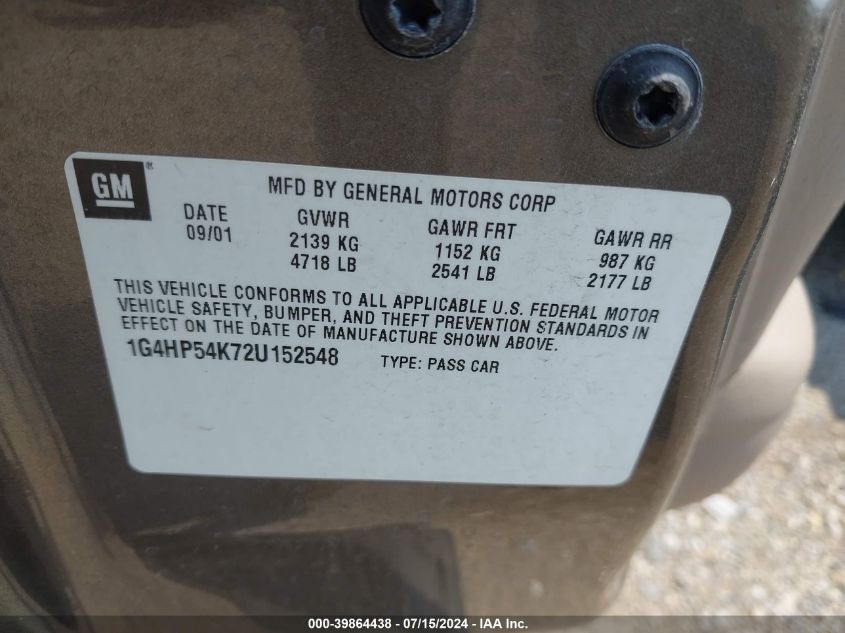 GM®
MFD BY GENERAL MOTORS CORP
DATE GVWR GAWR FRT GAWR RR
09/01 2139 KG 1152 KG 987 KG
4718 LB 2541 LB 2177 LB
THIS VEHICLE CONFORMS TO ALL APPLICABLE U.S. FEDERAL MOTOR
VEHICLE SAFETY, BUMPER, AND THEFT PREVENTION STANDARDS IN
EFFECT ON THE DATE OF MANUFACTURE SHOWN ABOVE.
1G4HP54K72U152548 TYPE: PASS CAR
000-39864438 - 07/15/2024 - IAA Inc.